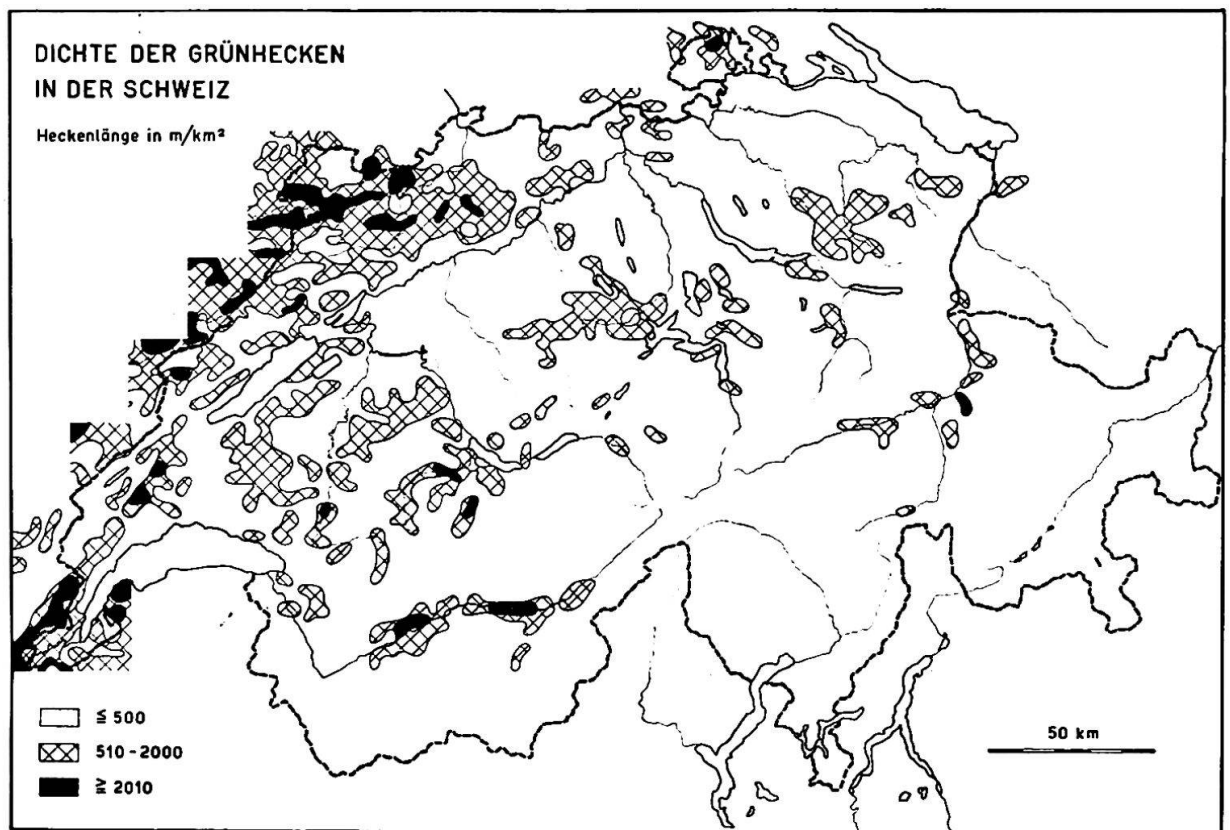 DICHTE DER GRÜNHECKEN
IN DER SCHWEIZ
Heckenlänge in m/km²
≦ 500
510 - 2000
≧ 2010
50 km